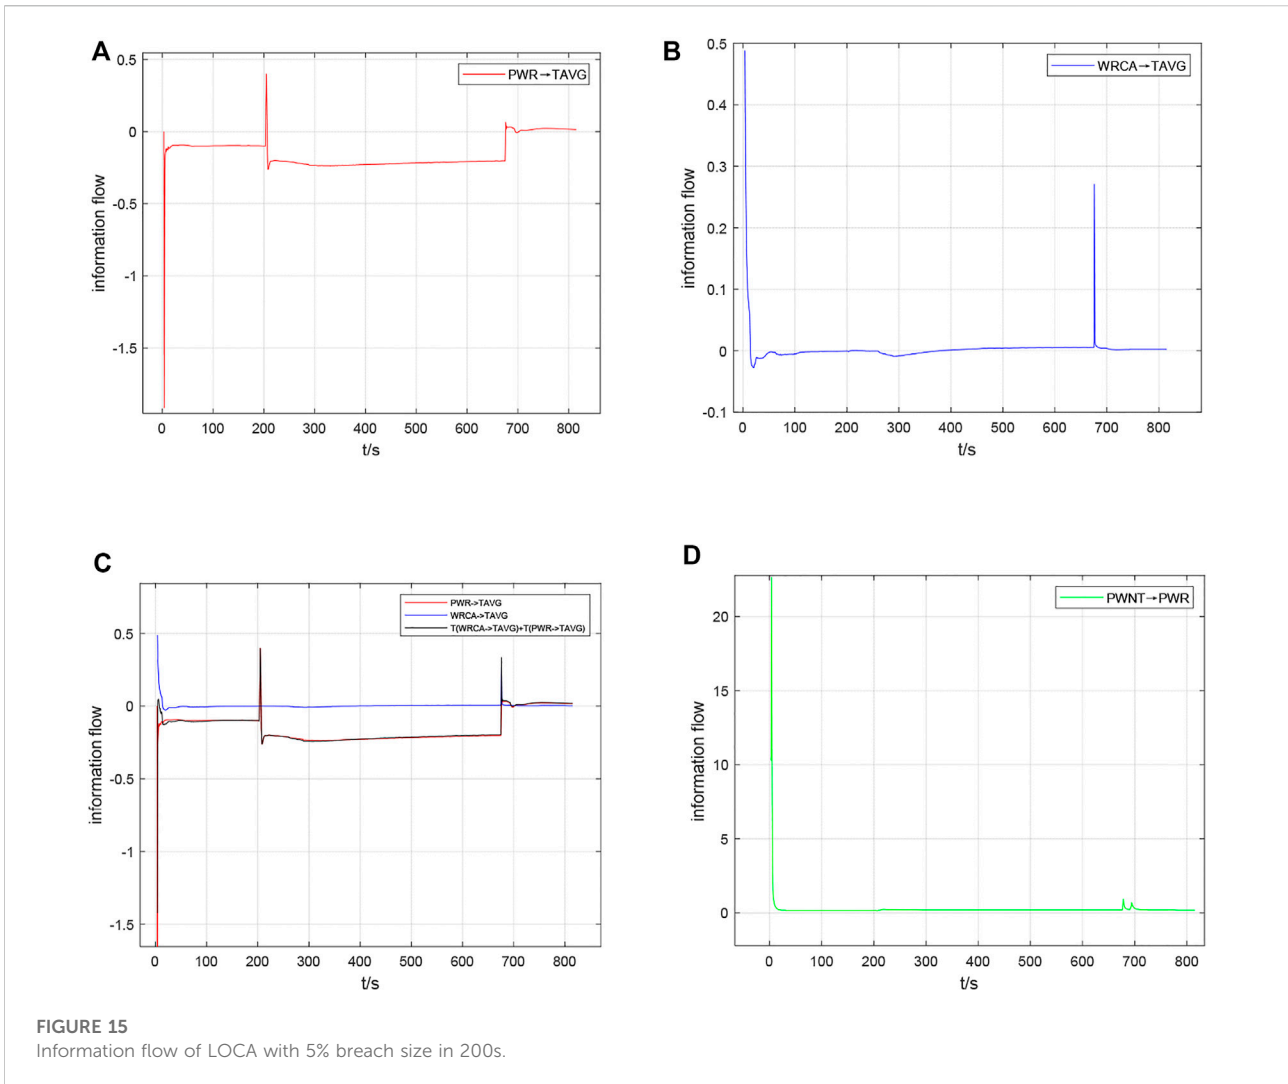 A
PWR→TAVG
0.5
0
-0.5
-1
-1.5
information flow
0 100 200 300 400 500 600 700 800
t/s
B
WRCA→TAVG
0.5
0.4
0.3
0.2
0.1
0
-0.1
information flow
0 100 200 300 400 500 600 700 800
t/s
C
PWR->TAVG
WRCA->TAVG
T(WRCA->TAVG)+T(PWR->TAVG)
0.5
0
-0.5
-1
-1.5
information flow
0 100 200 300 400 500 600 700 800
t/s
D
PWNT→PWR
20
15
10
5
0
information flow
0 100 200 300 400 500 600 700 800
t/s
FIGURE 15
Information flow of LOCA with 5% breach size in 200s.